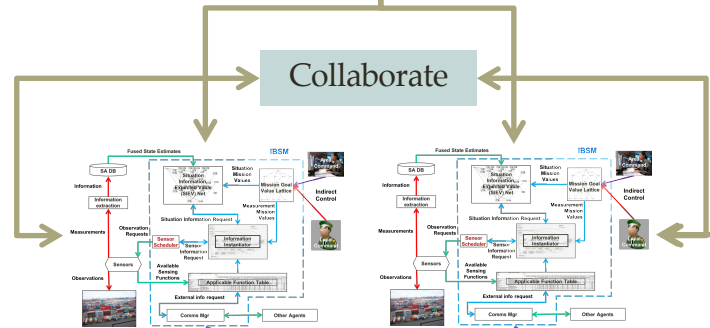 Collaborate
Fused State Estimates
IBSM
SA DB
Situation
Information
Expected Value
(SIEV) Net
Situation
Mission
Values
Mission Goal
Value Lattice
Command
Indirect
Control
Information
Information
extraction
Measurement
Mission
Values
Situation Information Request
Command
Measurements
Observation
Requests
Sensor
Scheduler
Information
Instantiator
Sensor
Information
Request
Sensors
Available
Sensing
Functions
Observations
Applicable Function Table
External info request
Comms Mgr
Other Agents
Fused State Estimates
IBSM
SA DB
Situation
Information
Expected Value
(SIEV) Net
Situation
Mission
Values
Mission Goal
Value Lattice
Command
Indirect
Control
Information
Information
extraction
Measurement
Mission
Values
Situation Information Request
Command
Measurements
Observation
Requests
Sensor
Scheduler
Information
Instantiator
Sensor
Information
Request
Sensors
Available
Sensing
Functions
Observations
Applicable Function Table
External info request
Comms Mgr
Other Agents